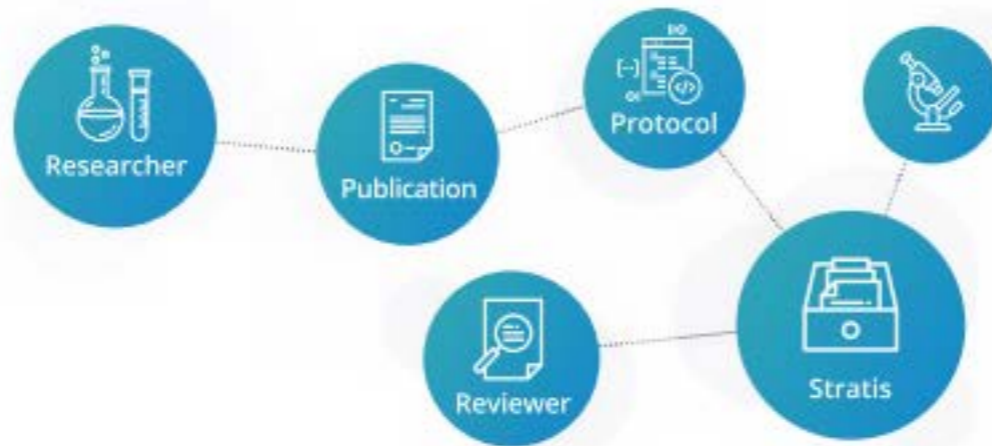 Researcher
Publication
Protocol
Reviewer
Stratis